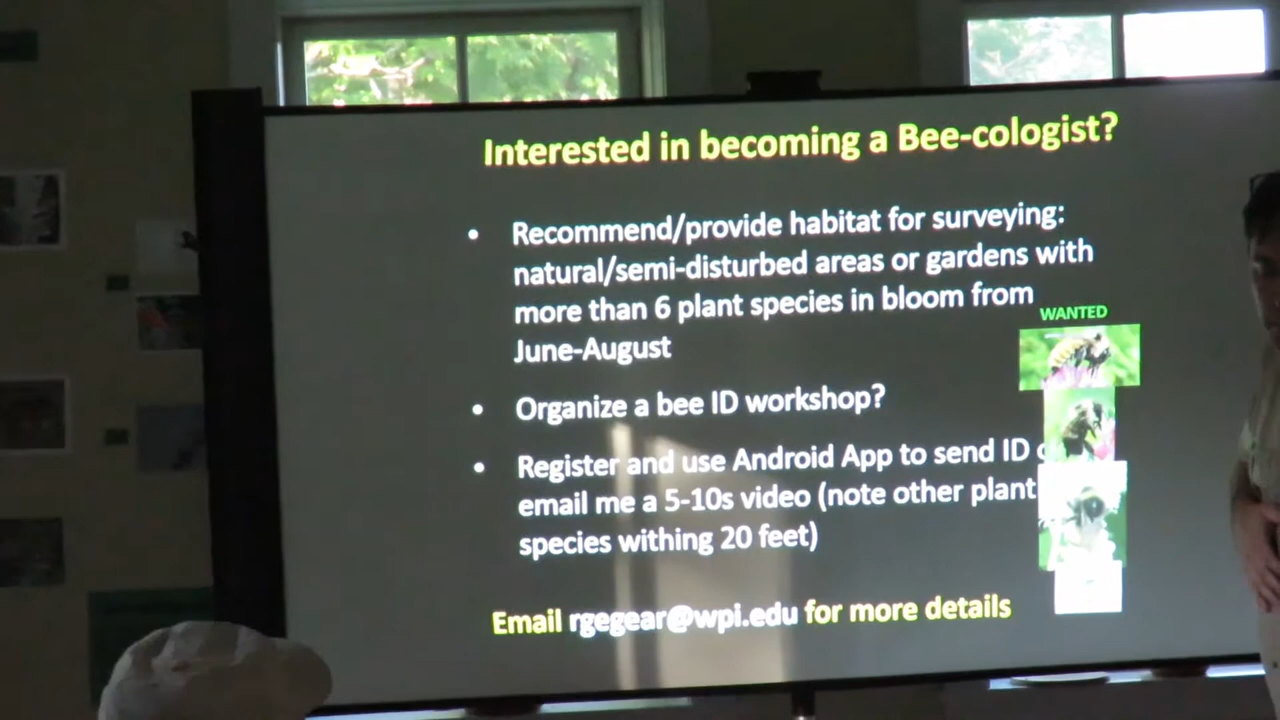 Interested in becoming a Bee-cologist?
• Recommend/provide habitat for surveying:
natural/semi-disturbed areas or gardens with
more than 6 plant species in bloom from
June-August
WANTED
• Organize a bee ID workshop?
• Register and use Android App to send ID
email me a 5-10s video (note other plant
species withing 20 feet)
Email rgegear@wpi.edu for more details